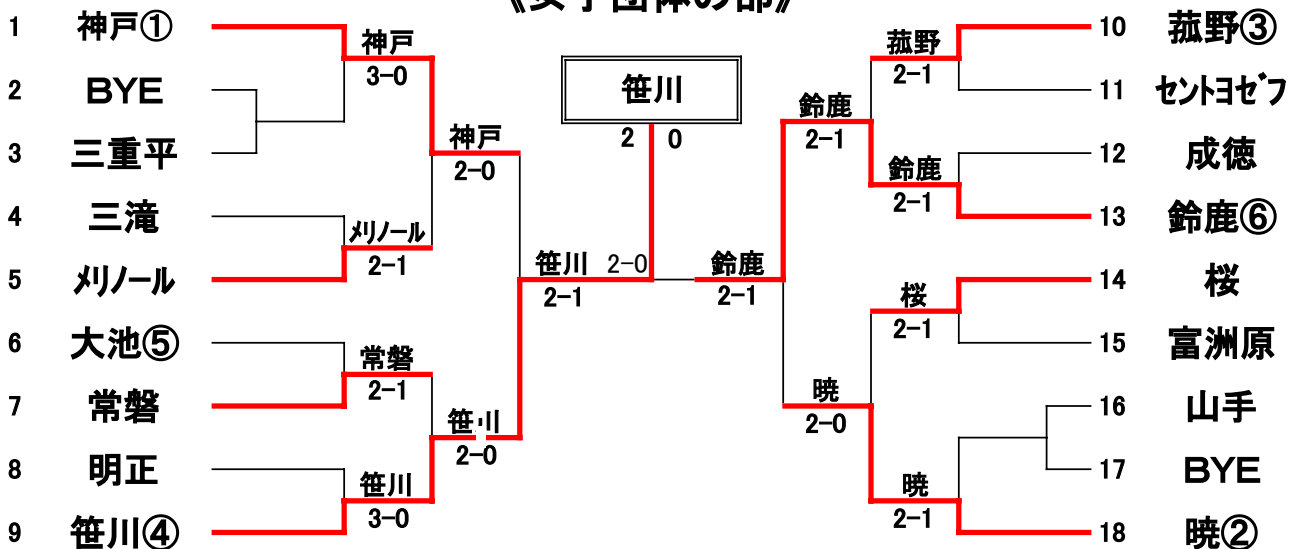 《女子団体の部》
1 神戸① 神戸 3-0
2 BYE
3 三重平 神戸 2-0
4 三滝
5 メリノール メリノール 2-1
笹川 2-1 2-0
6 大池⑤
7 常磐 常磐 2-1
笹川 2-0
8 明正
9 笹川④ 笹川 3-0
笹川
2 0
10 菰野③ 菰野 2-1
11 セントヨゼフ
鈴鹿 2-1
12 成徳
13 鈴鹿⑥ 鈴鹿 2-1
鈴鹿 2-1
14 桜 桜 2-1
15 富洲原
暁 2-0
16 山手
17 BYE
18 暁② 暁 2-1